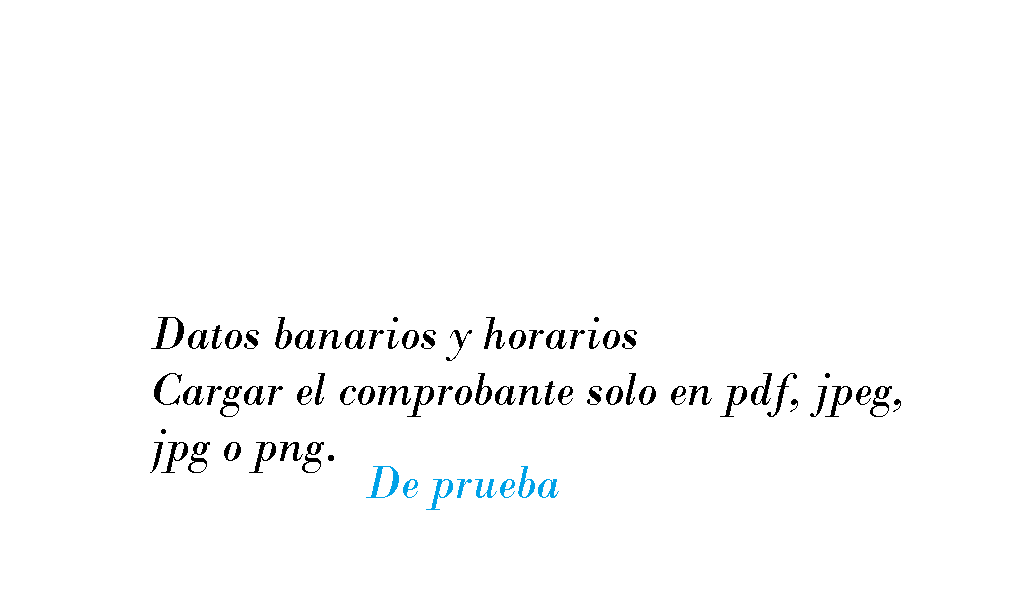 Datos banarios y horarios
Cargar el comprobante solo en pdf, jpeg,
jpg o png.
De prueba